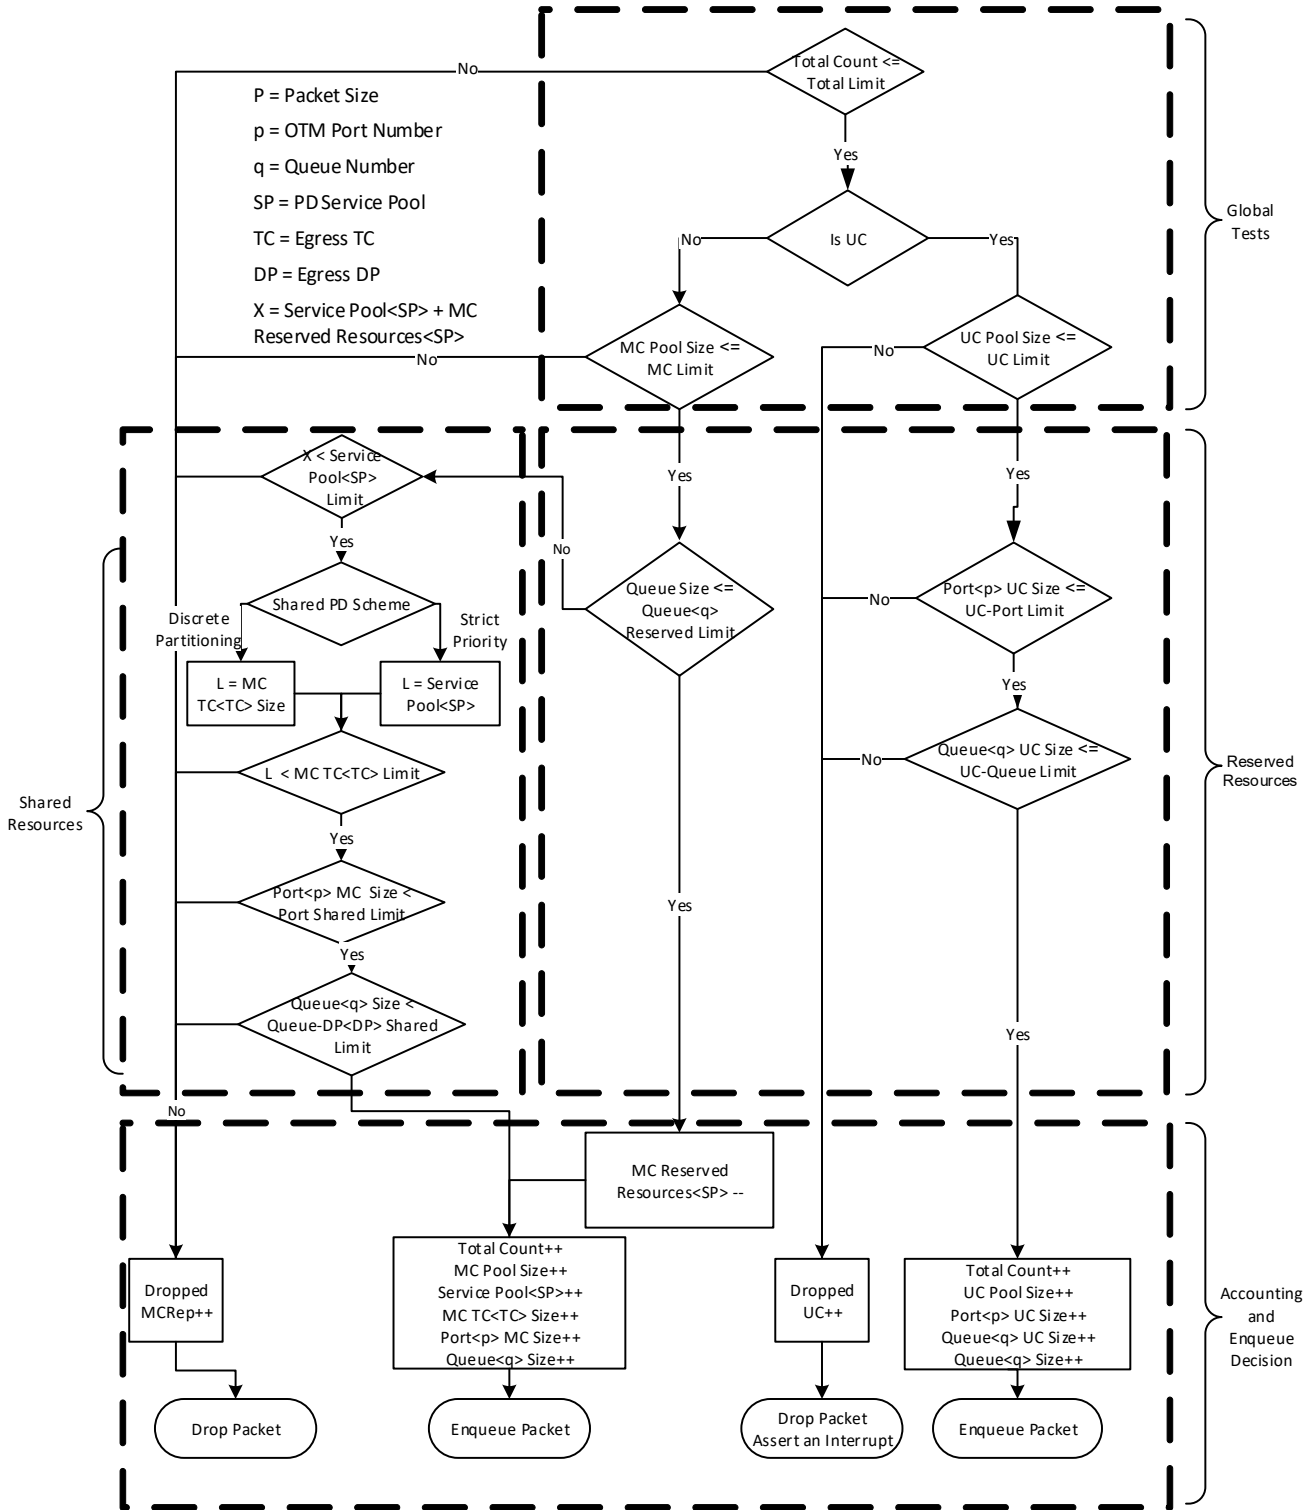 Total Count <=
Total Limit
No
P = Packet Size
p = OTM Port Number
q = Queue Number
SP = PD Service Pool
TC = Egress TC
DP = Egress DP
X = Service Pool<SP> + MC
Reserved Resources<SP>
Yes
Is UC
No
Yes
Global
Tests
MC Pool Size <=
MC Limit
No
UC Pool Size <=
UC Limit
No
X < Service
Pool<SP>
Limit
Yes
Yes
Yes
No
Shared PD Scheme
Discrete
Partitioning
Strict
Priority
L = MC
TC<TC> Size
L = Service
Pool<SP>
Queue Size <=
Queue<q>
Reserved Limit
Port<p> UC Size <=
UC-Port Limit
No
Yes
Queue<q> UC Size <=
UC-Queue Limit
No
Reserved
Resources
L < MC TC<TC> Limit
Shared
Resources
Yes
Port<p> MC Size <
Port Shared Limit
Yes
Yes
Queue<q> Size <
Queue-DP<DP> Shared
Limit
Yes
No
MC Reserved
Resources<SP> --
Dropped
MCRep++
Total Count++
MC Pool Size++
Service Pool<SP>++
MC TC<TC> Size++
Port<p> MC Size++
Queue<q> Size++
Dropped
UC++
Total Count++
UC Pool Size++
Port<p> UC Size++
Queue<q> UC Size++
Queue<q> Size++
Accounting
and
Enqueue
Decision
Drop Packet
Enqueue Packet
Drop Packet
Assert an Interrupt
Enqueue Packet